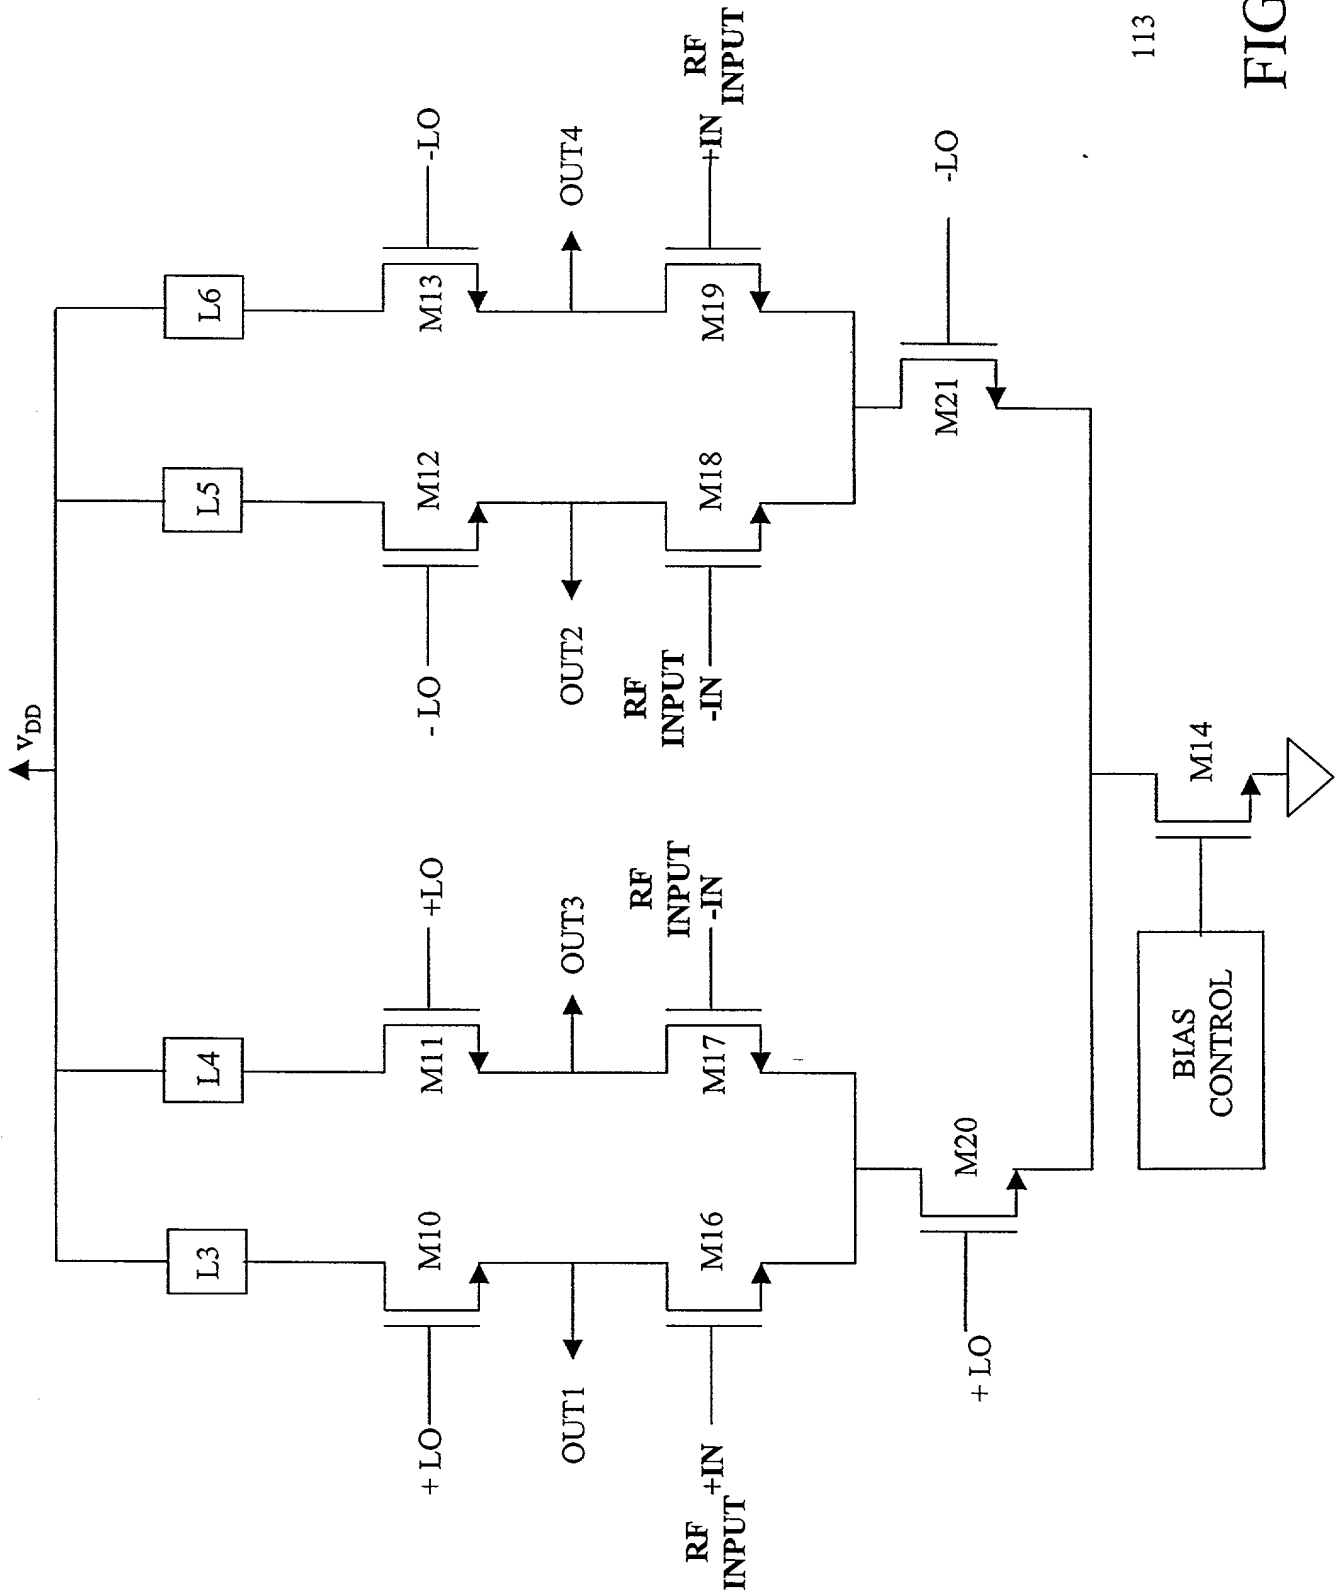 VDD
L3
L4
L5
L6
+ LO
M10
M11
+LO
- LO
M12
M13
-LO
OUT1
OUT3
OUT2
OUT4
RF
INPUT
+IN
M16
M17
RF
INPUT
-IN
RF
INPUT
-IN
M18
M19
+IN
RF
INPUT
+ LO
M20
M21
-LO
BIAS
CONTROL
M14
113
FIG